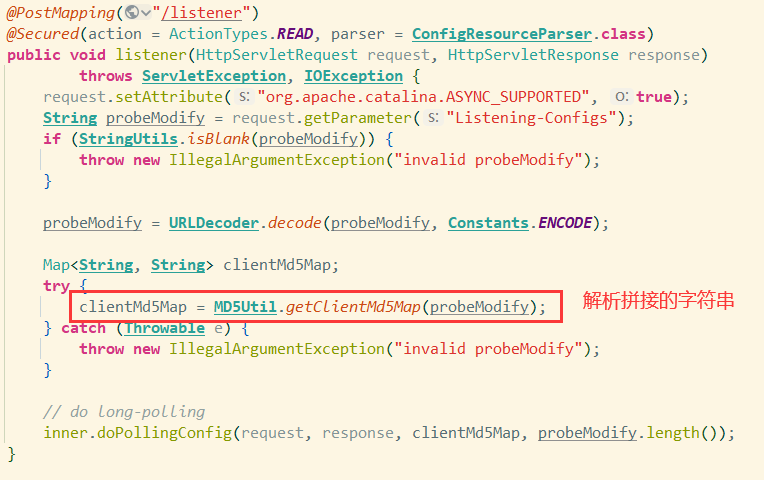 @PostMapping("/listener")
@Secured(action = ActionTypes.READ, parser = ConfigResourceParser.class)
public void listener(HttpServletRequest request, HttpServletResponse response)
        throws ServletException, IOException {
    request.setAttribute( s: "org.apache.catalina.ASYNC_SUPPORTED", o: true);
    String probeModify = request.getParameter( s: "Listening-Configs");
    if (StringUtils.isBlank(probeModify)) {
        throw new IllegalArgumentException("invalid probeModify");
    }
    probeModify = URLDecoder.decode(probeModify, Constants.ENCODE);
    Map<String, String> clientMd5Map;
    try {
        clientMd5Map = MD5Util.getClientMd5Map(probeModify); 解析拼接的字符串
    } catch (Throwable e) {
        throw new IllegalArgumentException("invalid probeModify");
    }
    // do long-polling
    inner.doPollingConfig(request, response, clientMd5Map, probeModify.length());
}